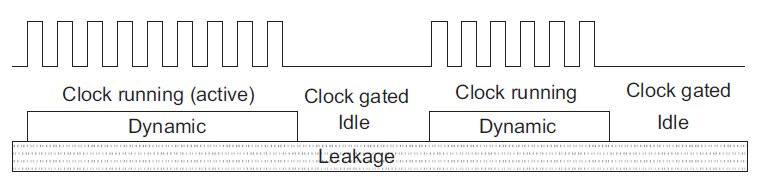 Clock running (active)
Clock gated
Clock running
Clock gated
Dynamic
Idle
Dynamic
Idle
Leakage